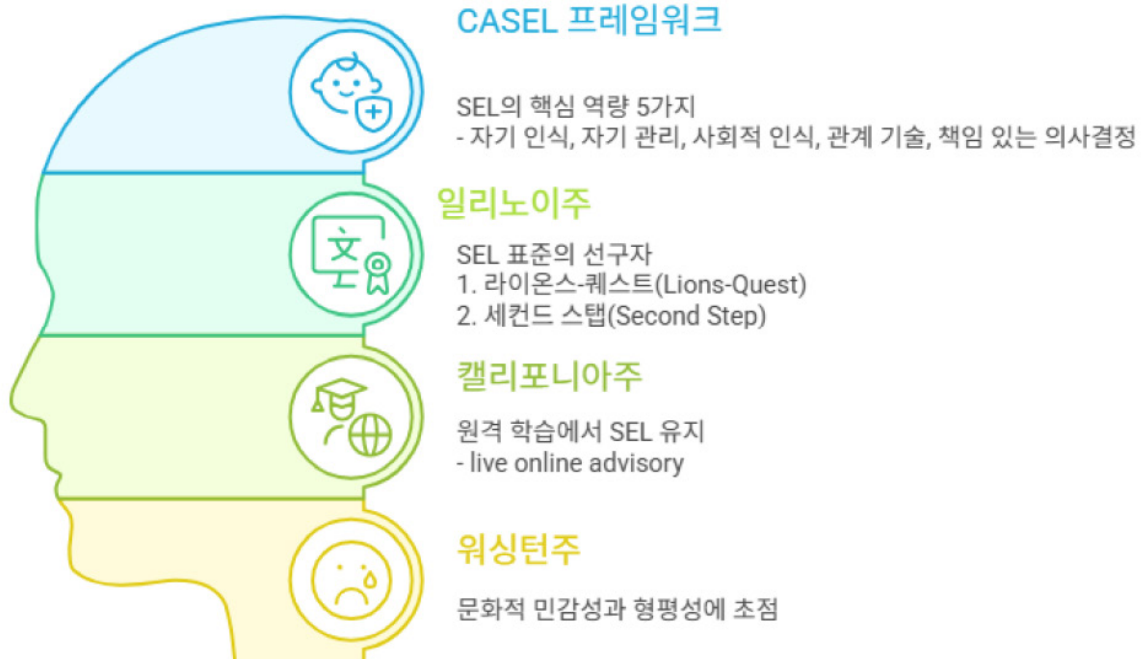 CASEL 프레임워크
SEL의 핵심 역량 5가지
- 자기 인식, 자기 관리, 사회적 인식, 관계 기술, 책임 있는 의사결정
일리노이주
文
SEL 표준의 선구자
1. 라이온스-퀘스트(Lions-Quest)
2. 세컨드 스탭(Second Step)
캘리포니아주
원격 학습에서 SEL 유지
- live online advisory
워싱턴주
문화적 민감성과 형평성에 초점